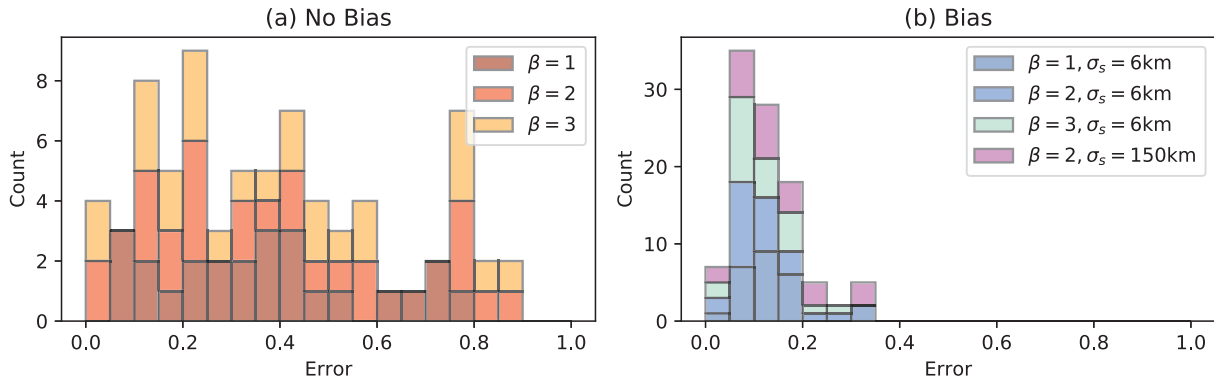 (a) No Bias
8
6
4
2
0
Count
0.0 0.2 0.4 0.6 0.8 1.0
Error
β = 1
β = 2
β = 3
(b) Bias
30
20
10
0
Count
0.0 0.2 0.4 0.6 0.8 1.0
Error
β = 1, σₛ = 6km
β = 2, σₛ = 6km
β = 3, σₛ = 6km
β = 2, σₛ = 150km